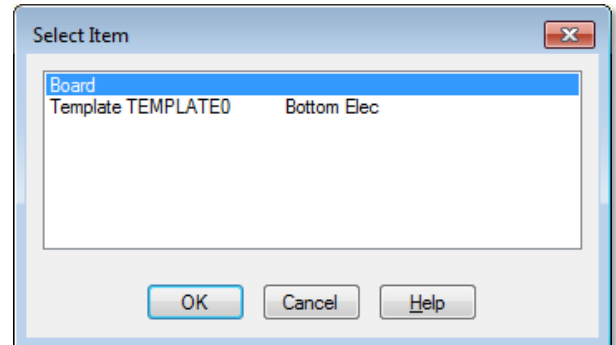 Select Item
Board
Template TEMPLATE0 Bottom Elec
OK Cancel Help